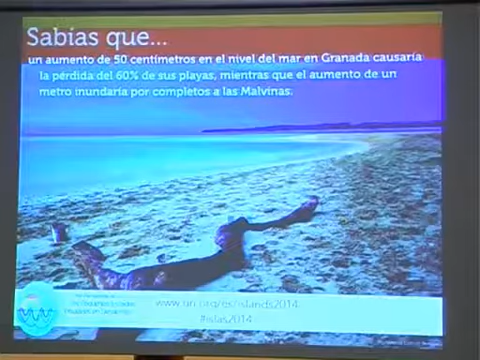 Sabías que...
un aumento de 50 centímetros en el nivel del mar en Granada causaría
la pérdida del 60% de sus playas, mientras que el aumento de un
metro inundaría por completos a las Malvinas.
www.un.org/es/islands2014
#islas2014